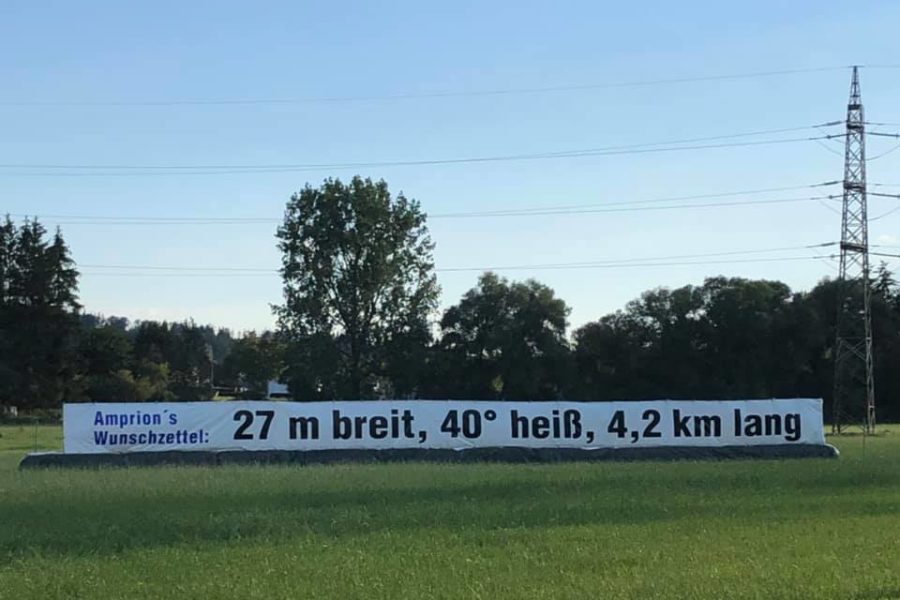 Amprion´s
Wunschzettel:
27 m breit, 40° heiß, 4,2 km lang